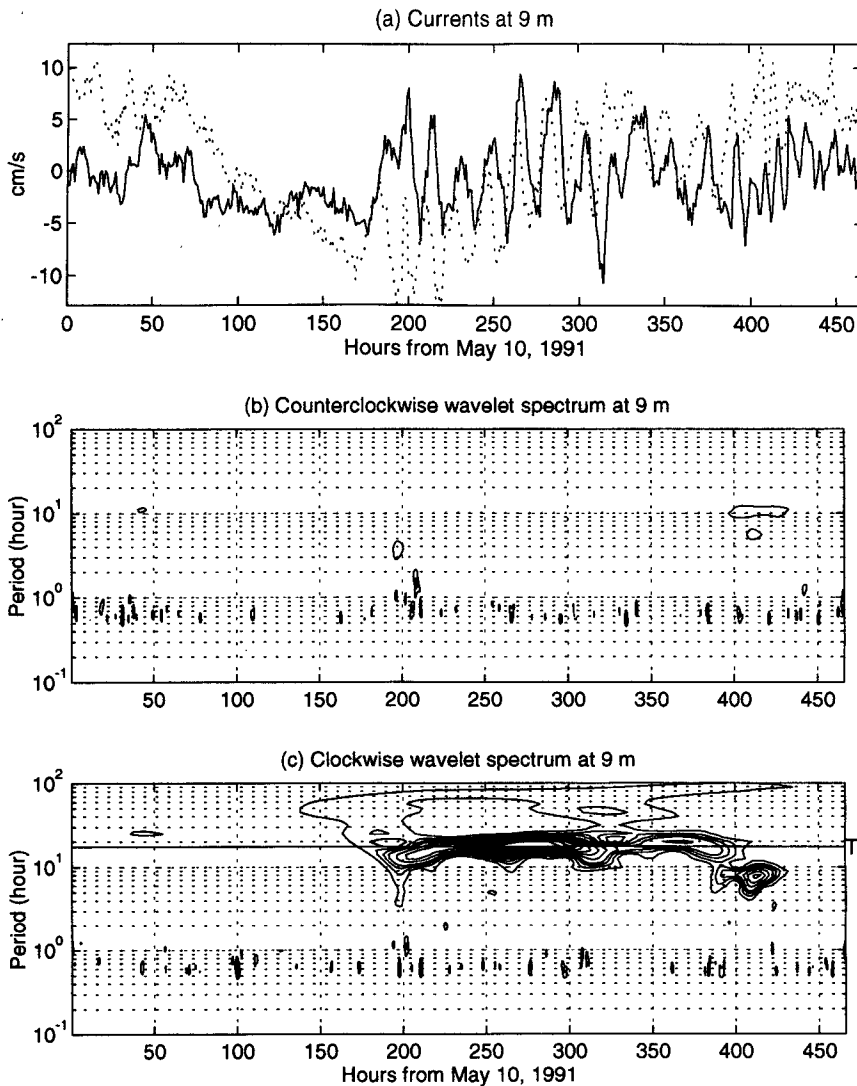 (a) Currents at 9 m
10
5
0
-5
-10
cm/s
0 50 100 150 200 250 300 350 400 450
Hours from May 10, 1991
(b) Counterclockwise wavelet spectrum at 9 m
10²
10¹
10⁰
10⁻¹
Period (hour)
50 100 150 200 250 300 350 400 450
(c) Clockwise wavelet spectrum at 9 m
10²
10¹
10⁰
10⁻¹
Period (hour)
T
50 100 150 200 250 300 350 400 450
Hours from May 10, 1991